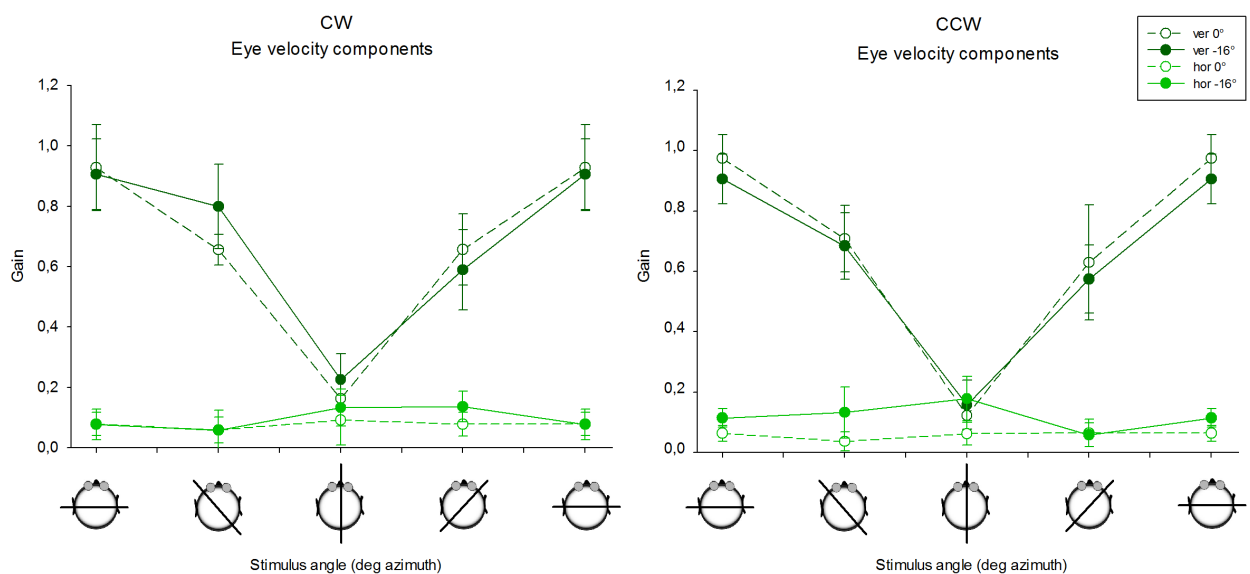 CW
Eye velocity components
1,2
1,0
0,8
0,6
0,4
0,2
0,0
Gain
Stimulus angle (deg azimuth)
CCW
Eye velocity components
1,2
1,0
0,8
0,6
0,4
0,2
0,0
Gain
Stimulus angle (deg azimuth)
ver 0°
ver -16°
hor 0°
hor -16°